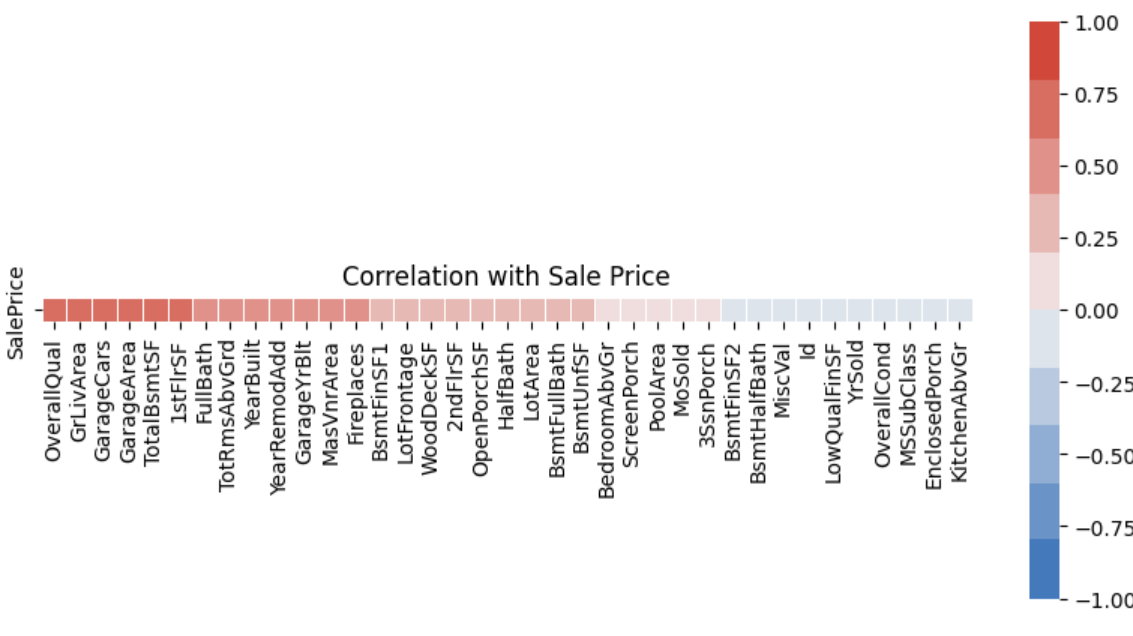 Correlation with Sale Price
SalePrice
OverallQual
GrLivArea
GarageCars
GarageArea
TotalBsmtSF
1stFlrSF
FullBath
TotRmsAbvGrd
YearBuilt
YearRemodAdd
GarageYrBlt
MasVnrArea
Fireplaces
BsmtFinSF1
LotFrontage
WoodDeckSF
2ndFlrSF
OpenPorchSF
HalfBath
LotArea
BsmtFullBath
BsmtUnfSF
BedroomAbvGr
ScreenPorch
PoolArea
MoSold
3SsnPorch
BsmtFinSF2
BsmtHalfBath
MiscVal
Id
LowQualFinSF
YrSold
OverallCond
MSSubClass
EnclosedPorch
KitchenAbvGr
1.00
0.75
0.50
0.25
0.00
−0.25
−0.50
−0.75
−1.00